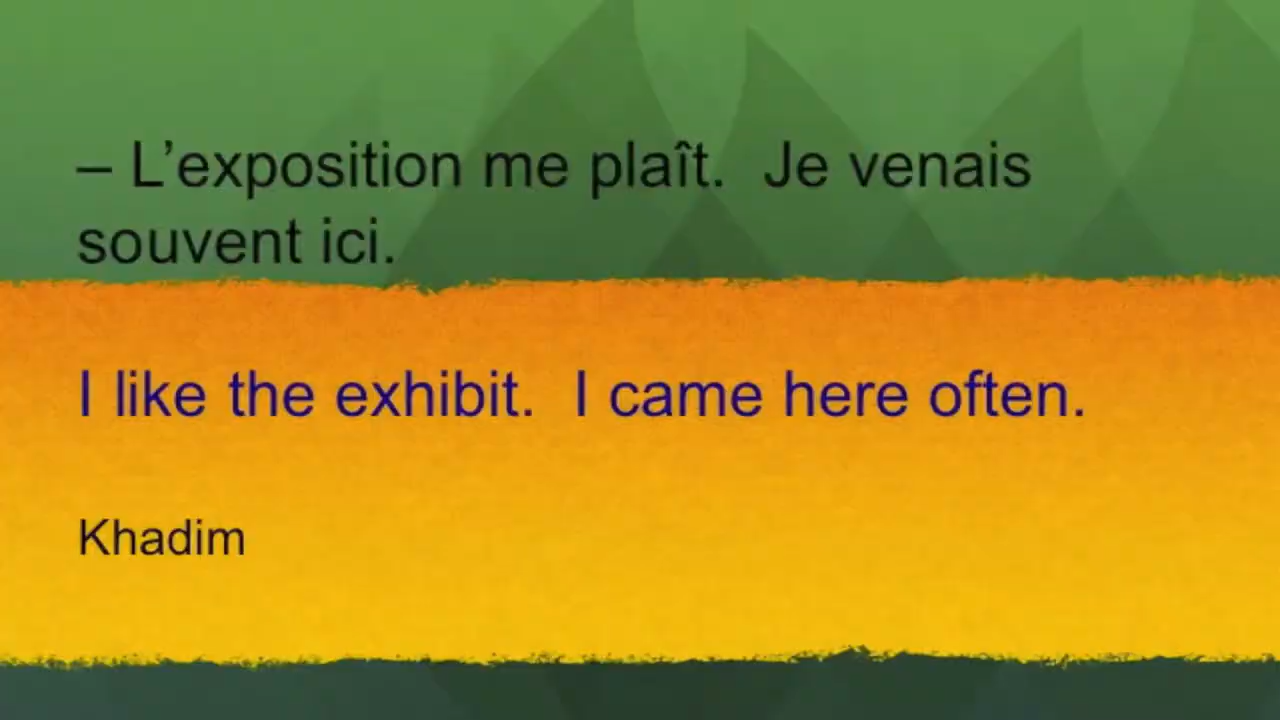 – L’exposition me plaît.  Je venais
souvent ici.
I like the exhibit.  I came here often.
Khadim